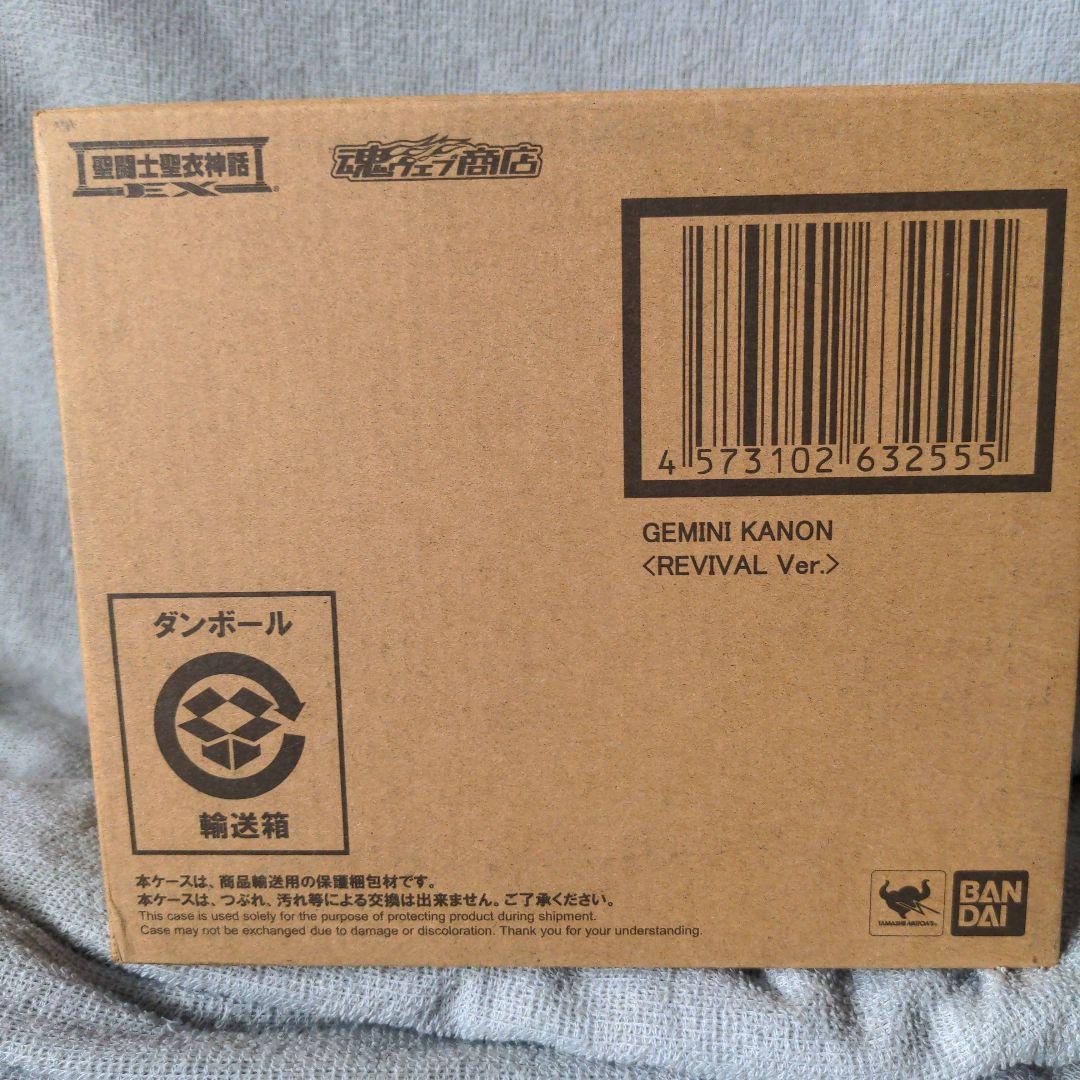 聖闘士聖衣神話
EX
魂ウェブ商店
4 573102 632555
GEMINI KANON
<REVIVAL Ver.>
ダンボール
輸送箱
本ケースは、商品輸送用の保護梱包材です。
本ケースは、つぶれ、汚れ等による交換は出来ません。ご了承ください。
This case is used solely for the purpose of protecting product during shipment.
Case may not be exchanged due to damage or discoloration. Thank you for your understanding.
TAMASHII NATIONS
BAN
DAI